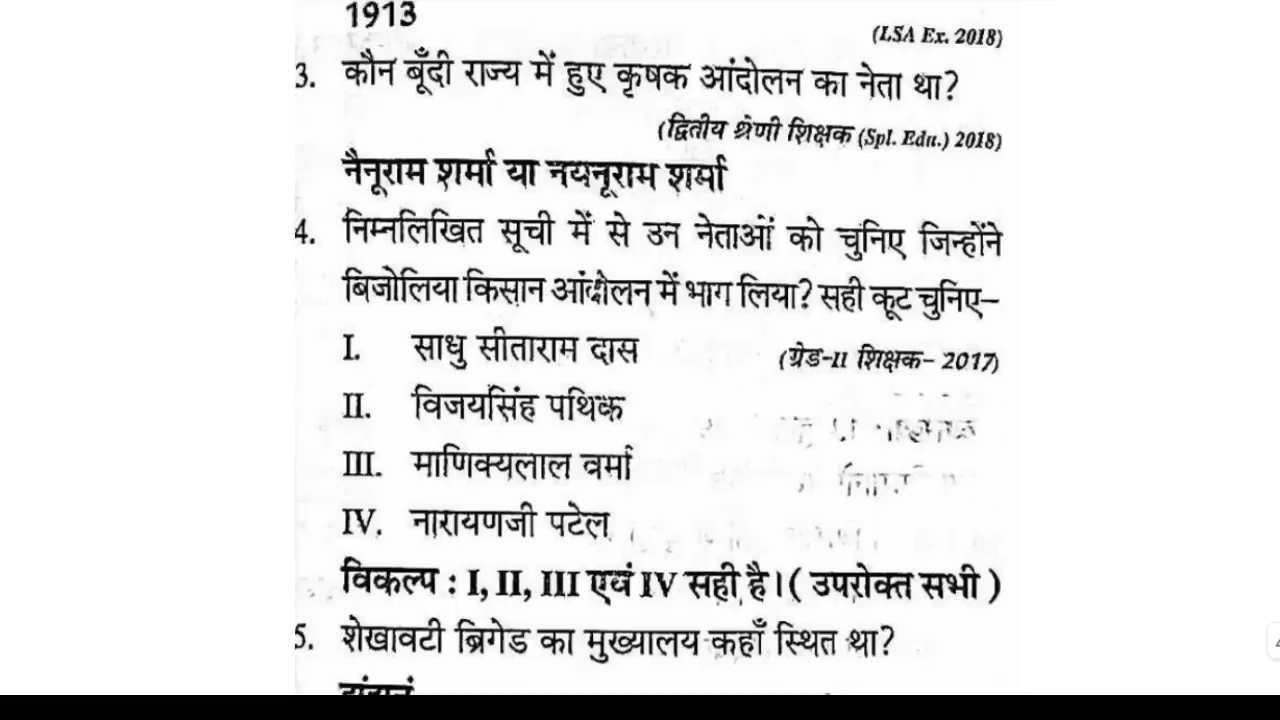 1913
(LSA Ex. 2018)
3. कौन बूँदी राज्य में हुए कृषक आंदोलन का नेता था?
(द्वितीय श्रेणी शिक्षक (Spl. Edu.) 2018)
नैनूराम शर्मा या नयनूराम शर्मा
4. निम्नलिखित सूची में से उन नेताओं को चुनिए जिन्होंने
बिजोलिया किसान आंदोलन में भाग लिया? सही कूट चुनिए–
I. साधु सीताराम दास (ग्रेड-II शिक्षक– 2017)
II. विजयसिंह पथिक
III. माणिक्यलाल वर्मा
IV. नारायणजी पटेल
विकल्प : I, II, III एवं IV सही है। ( उपरोक्त सभी )
5. शेखावटी ब्रिगेड का मुख्यालय कहाँ स्थित था?